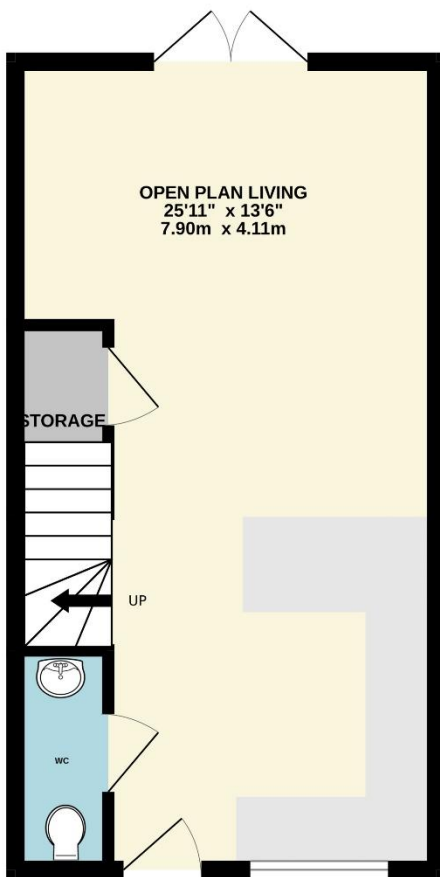 OPEN PLAN LIVING
25'11" x 13'6"
7.90m x 4.11m
STORAGE
UP
WC